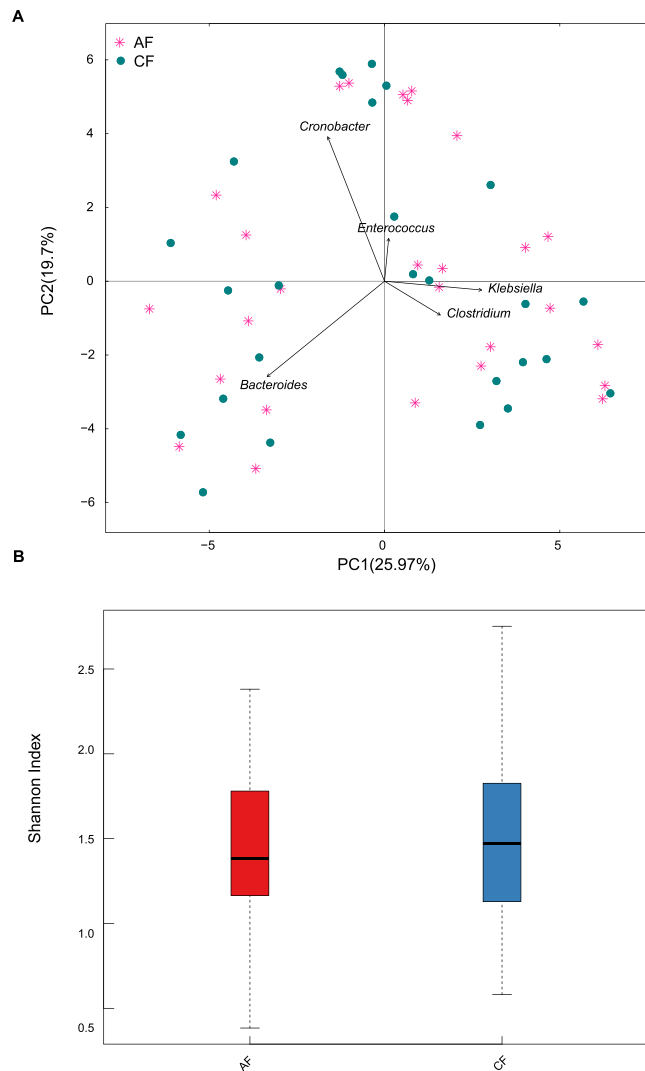 A
AF
CF
6
4
2
0
−2
−4
−6
PC2(19.7%)
Cronobacter
Enterococcus
Klebsiella
Clostridium
Bacteroides
−5
0
5
PC1(25.97%)
B
2.5
2.0
1.5
1.0
0.5
Shannon Index
AF
CF